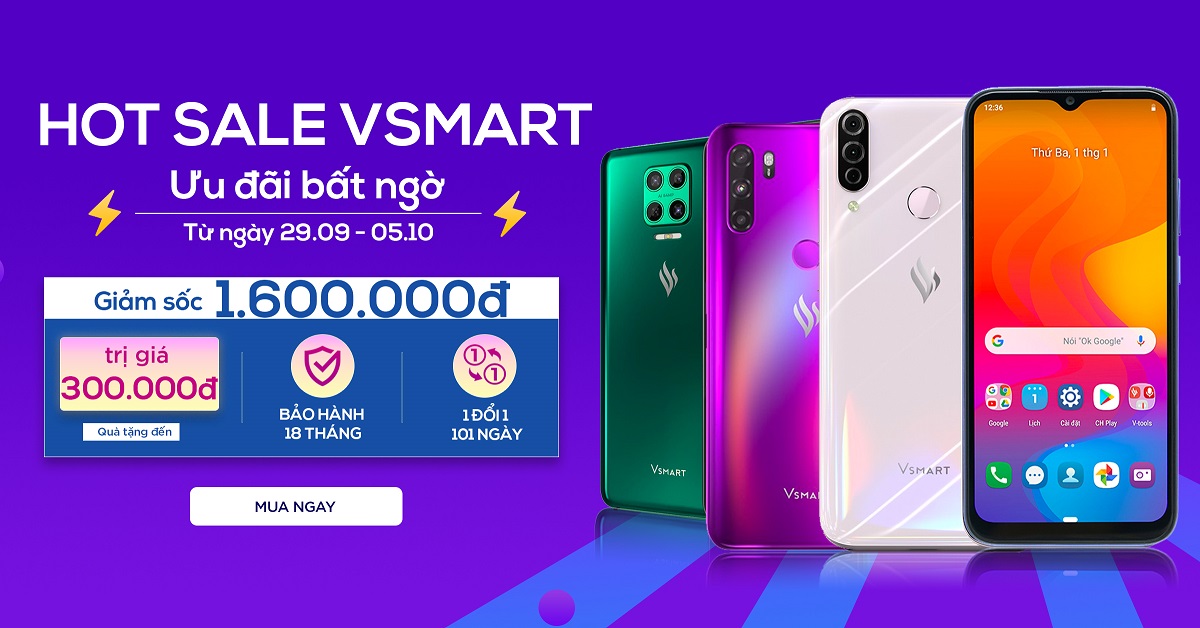 HOT SALE VSMART
Ưu đãi bất ngờ
Từ ngày 29.09 - 05.10
Giảm sốc 1.600.000đ
trị giá
300.000đ
Quà tặng đến
BẢO HÀNH
18 THÁNG
1 ĐỔI 1
101 NGÀY
MUA NGAY
VSMART
VSMA
VSMART
12:36
Thứ Ba, 1 thg 1
Nói "Ok Google"
Google Lịch Cài đặt CH Play V-tools